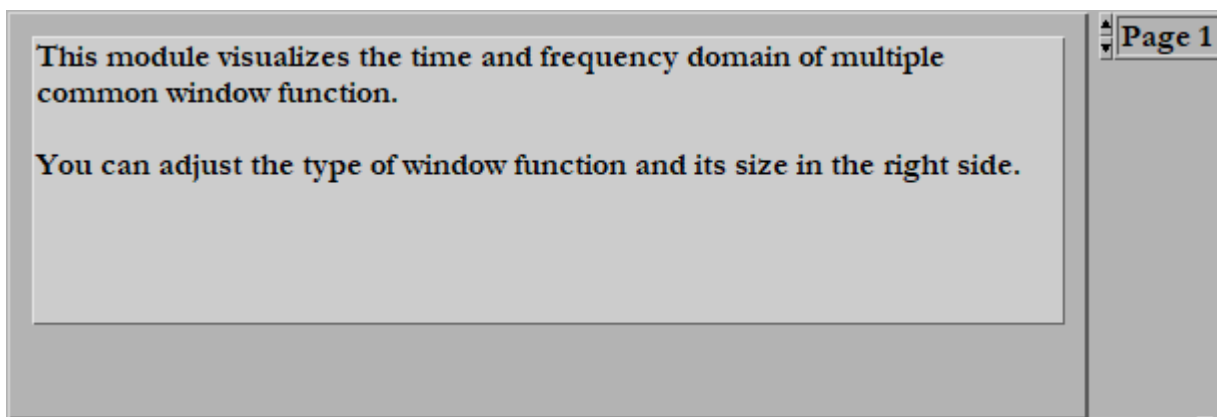 This module visualizes the time and frequency domain of multiple
common window function.
You can adjust the type of window function and its size in the right side.
Page 1